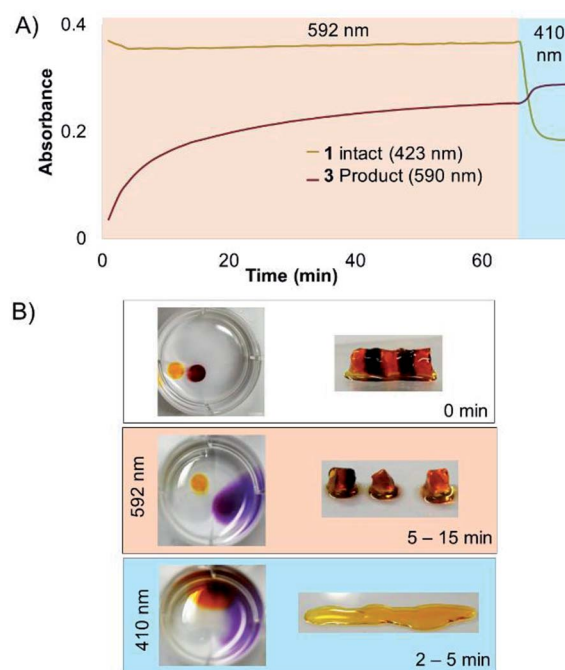 A)
0.4
592 nm
410
nm
Absorbance
0.2
1 intact (423 nm)
3 Product (590 nm)
0
0
20
40
60
Time (min)
B)
0 min
592 nm
5 – 15 min
410 nm
2 – 5 min